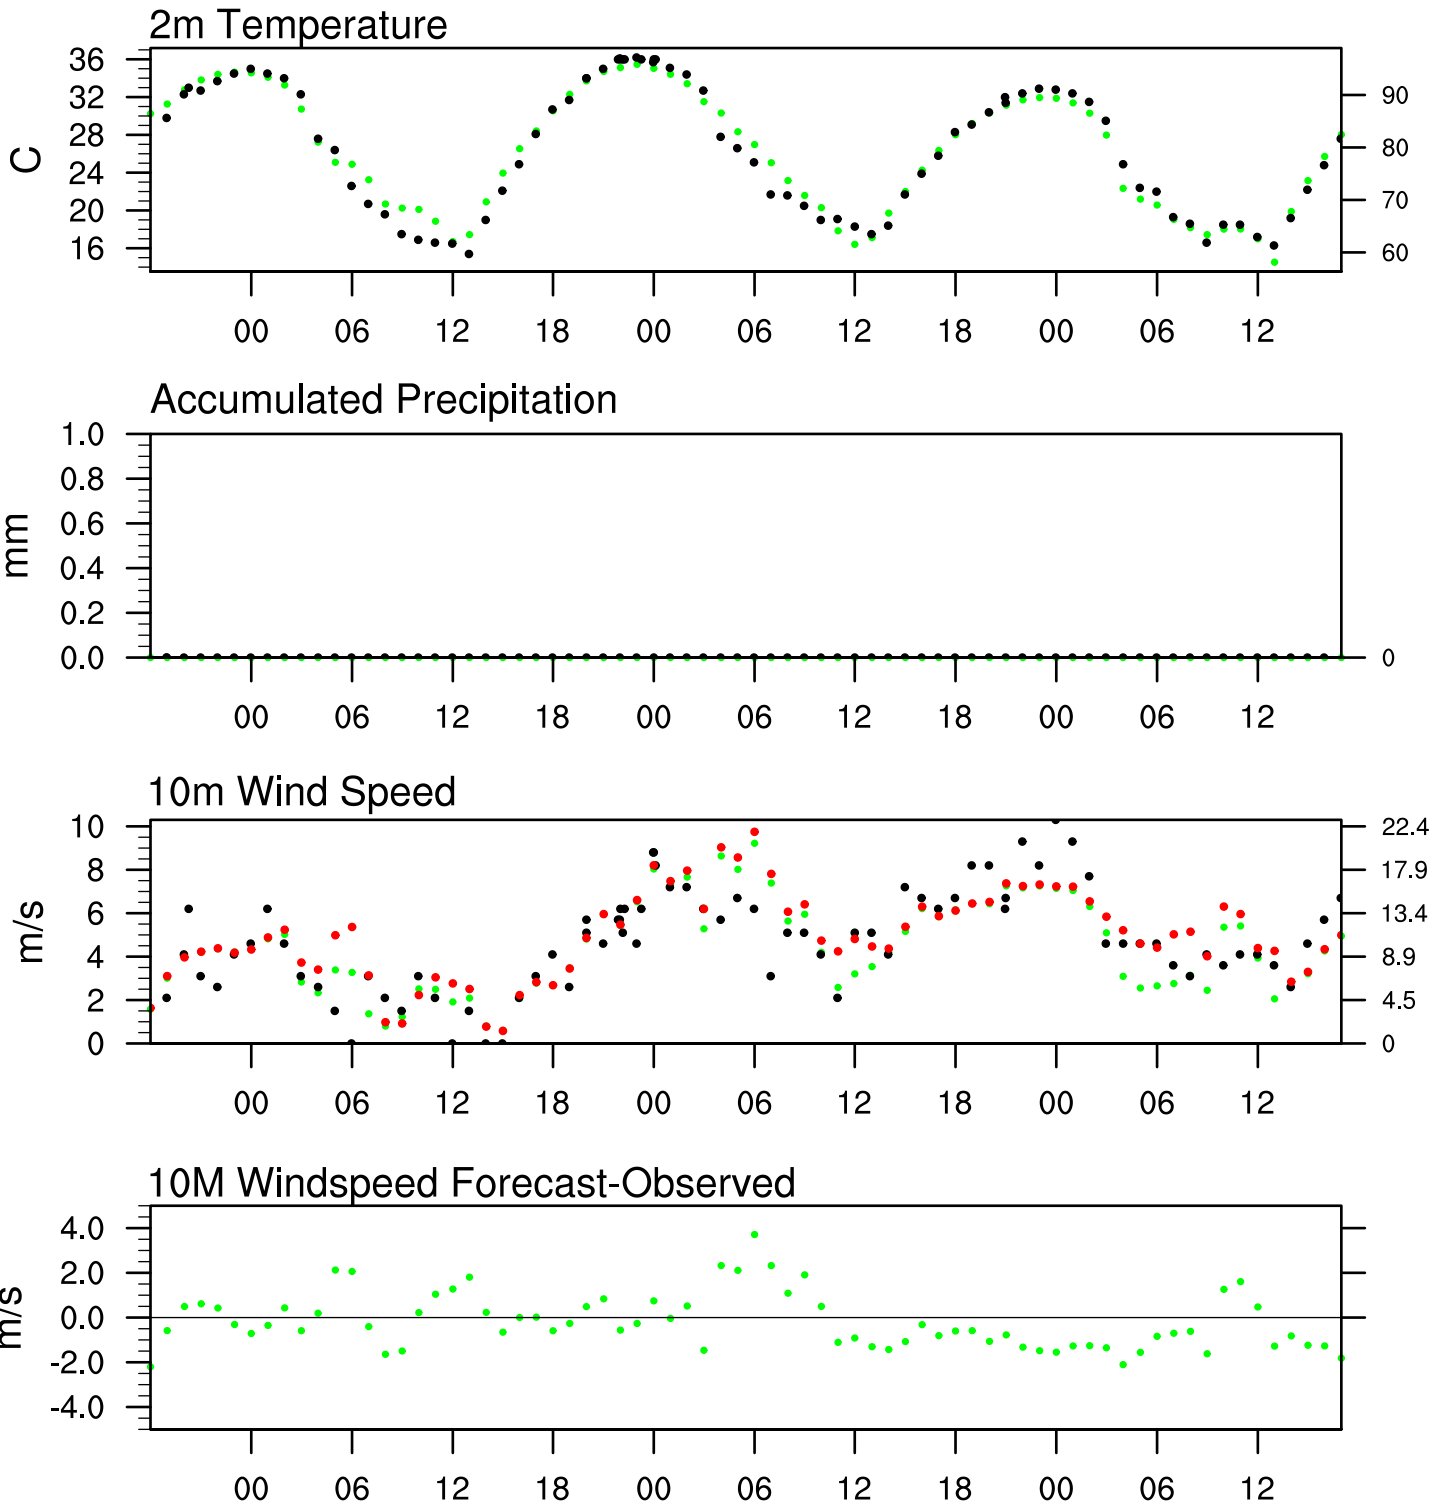 2m Temperature
36
32
28
24
20
16
C
90
80
70
60
00 06 12 18 00 06 12 18 00 06 12
Accumulated Precipitation
1.0
0.8
0.6
0.4
0.2
0.0
mm
0
00 06 12 18 00 06 12 18 00 06 12
10m Wind Speed
10
8
6
4
2
0
m/s
22.4
17.9
13.4
8.9
4.5
0
00 06 12 18 00 06 12 18 00 06 12
10M Windspeed Forecast-Observed
4.0
2.0
0.0
-2.0
-4.0
m/s
00 06 12 18 00 06 12 18 00 06 12